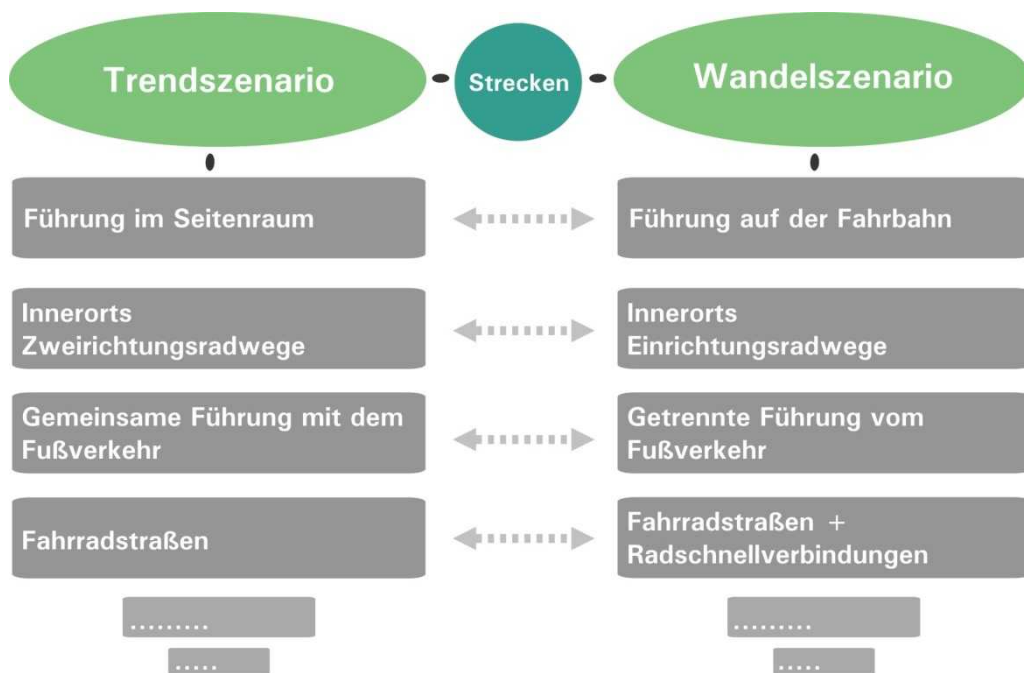 Trendszenario
Strecken
Wandelszenario
Führung im Seitenraum
Führung auf der Fahrbahn
Innerorts
Zweirichtungsradwege
Innerorts
Einrichtungsradwege
Gemeinsame Führung mit dem
Fußverkehr
Getrennte Führung vom
Fußverkehr
Fahrradstraßen
Fahrradstraßen +
Radschnellverbindungen
.........
.........
.....
.....